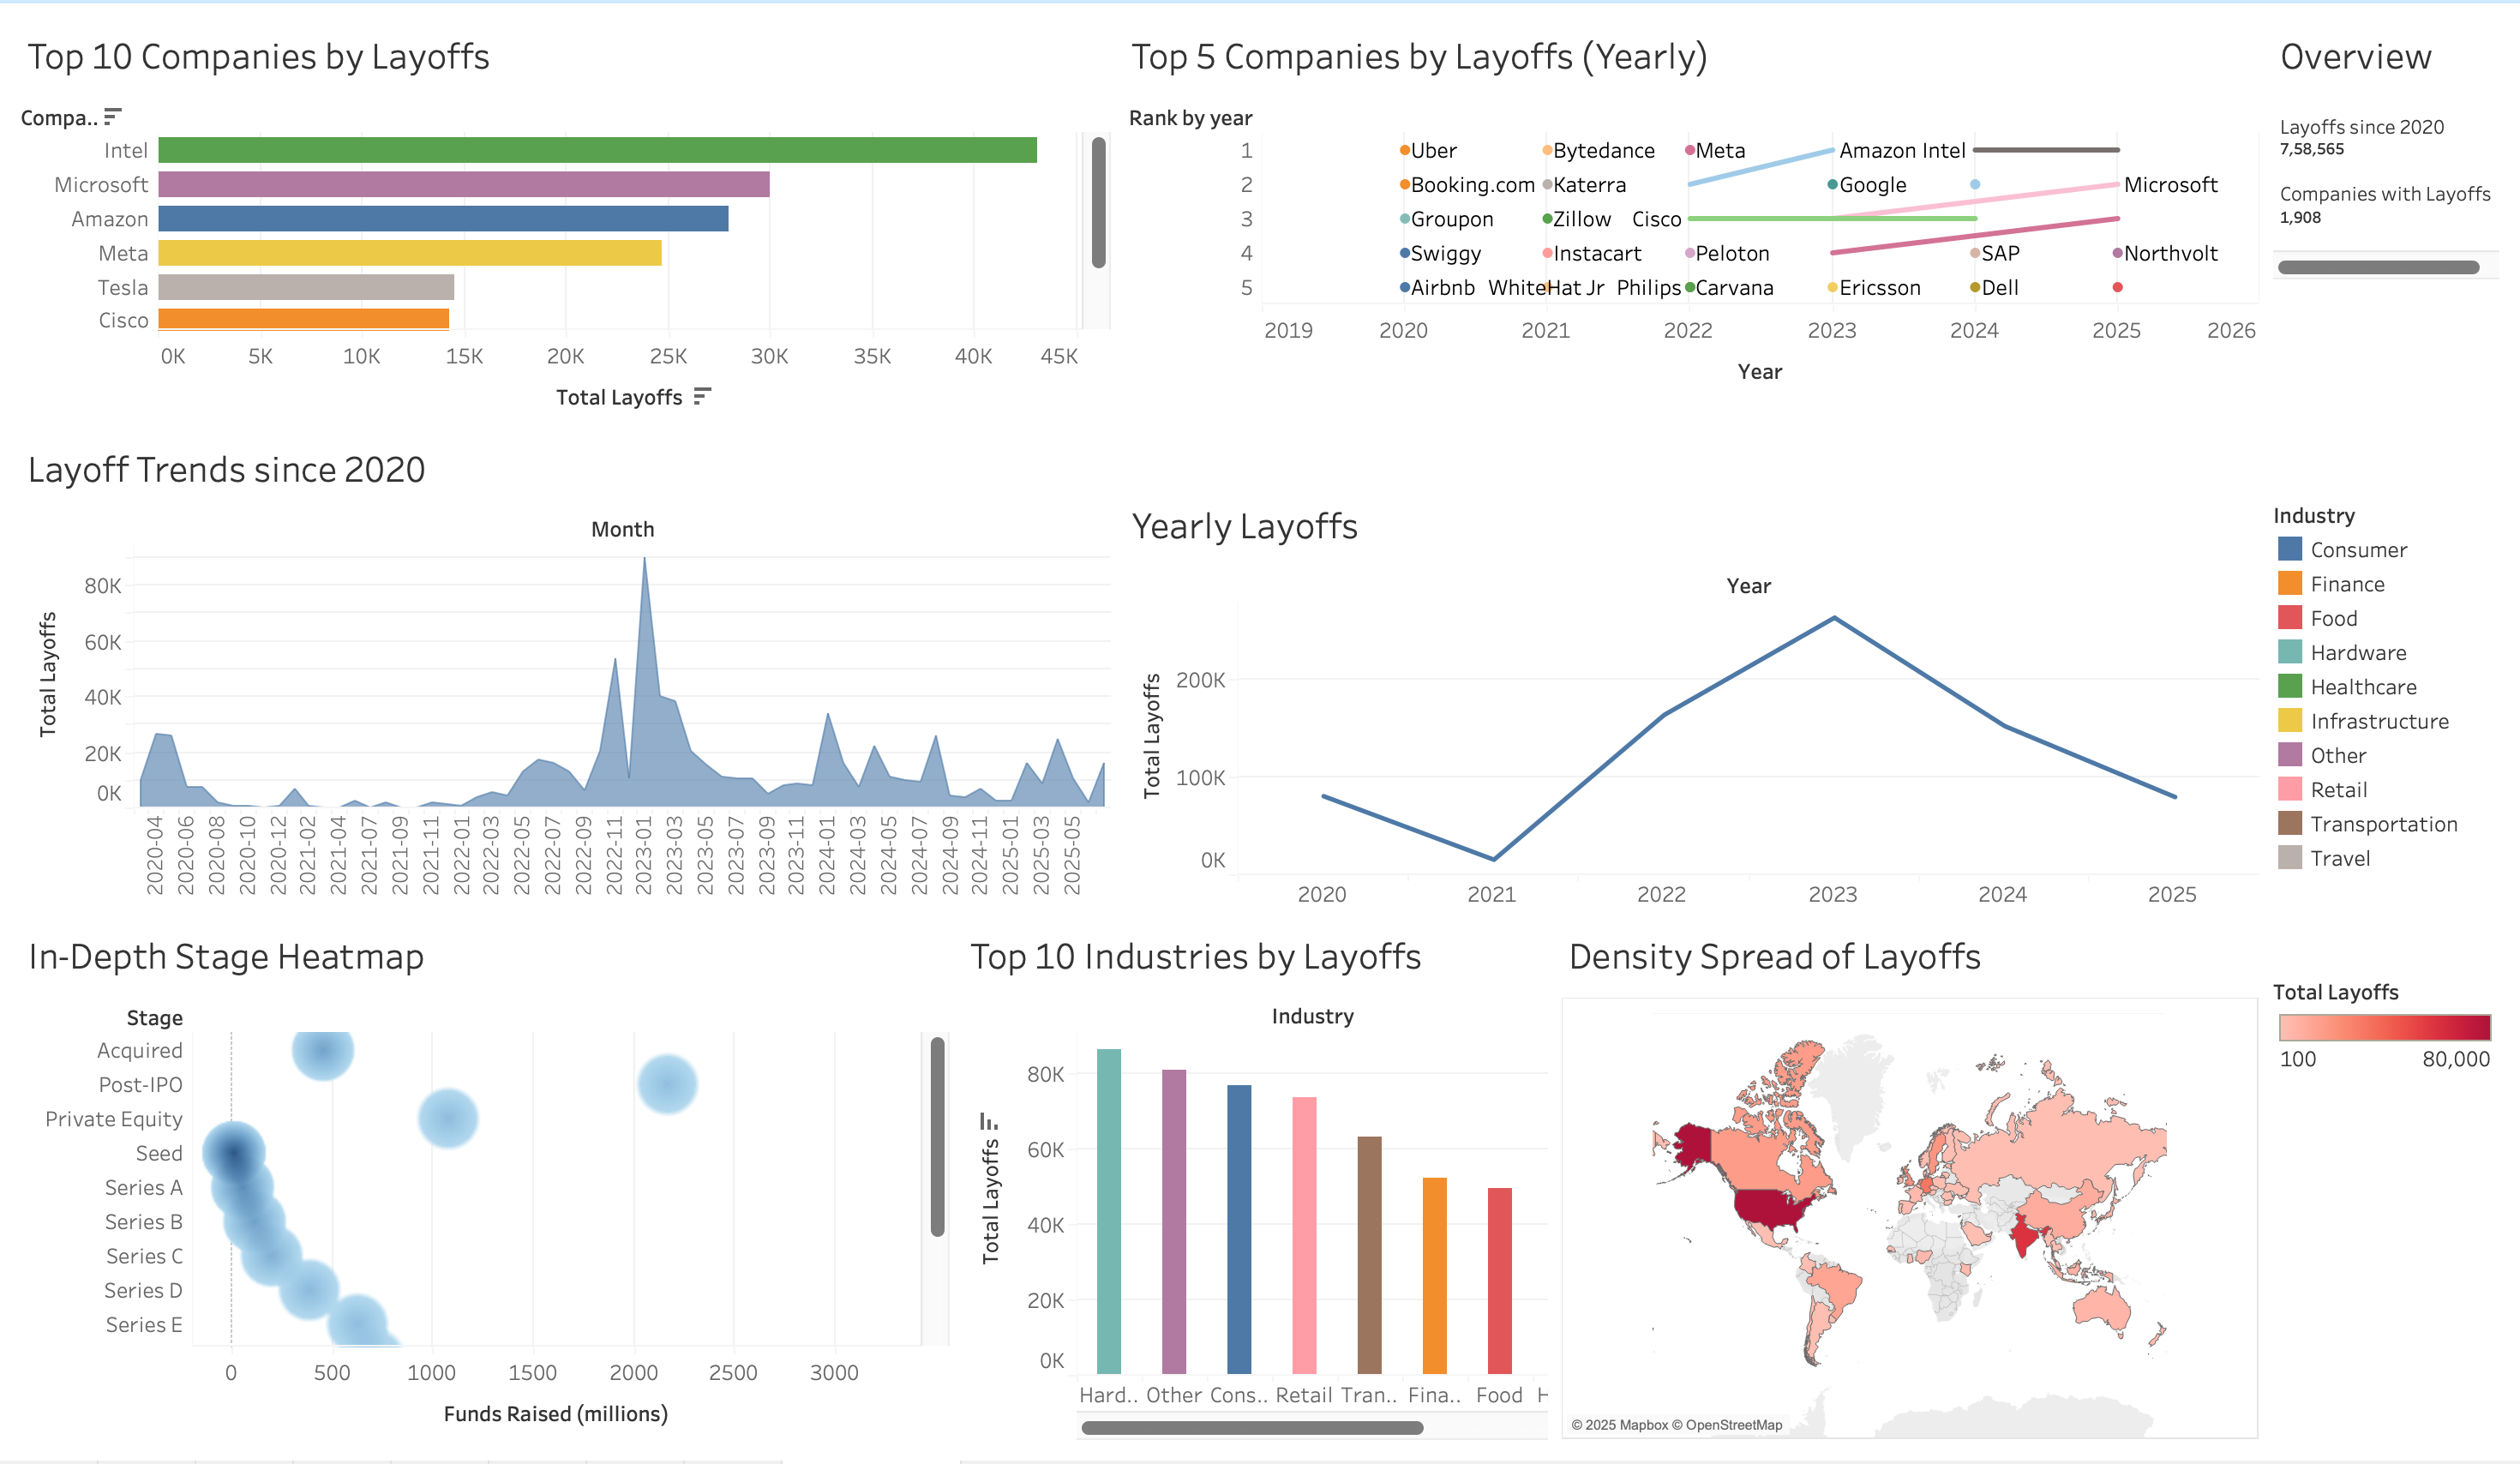 Top 10 Companies by Layoffs
Compa..
Intel
Microsoft
Amazon
Meta
Tesla
Cisco
0K 5K 10K 15K 20K 25K 30K 35K 40K 45K
Total Layoffs
Top 5 Companies by Layoffs (Yearly)
Rank by year
1 Uber Bytedance Meta Amazon Intel
2 Booking.com Katerra Google Microsoft
3 Groupon Zillow Cisco
4 Swiggy Instacart Peloton SAP Northvolt
5 Airbnb WhiteHat Jr Philips Carvana Ericsson Dell
2019 2020 2021 2022 2023 2024 2025 2026
Year
Overview
Layoffs since 2020
7,58,565
Companies with Layoffs
1,908
Layoff Trends since 2020
Month
Total Layoffs
80K
60K
40K
20K
0K
2020-04 2020-06 2020-08 2020-10 2020-12 2021-02 2021-04 2021-07 2021-09 2021-11 2022-01 2022-03 2022-05 2022-07 2022-09 2022-11 2023-01 2023-03 2023-05 2023-07 2023-09 2023-11 2024-01 2024-03 2024-05 2024-07 2024-09 2024-11 2025-01 2025-03 2025-05
Yearly Layoffs
Year
Total Layoffs
200K
100K
0K
2020 2021 2022 2023 2024 2025
Industry
Consumer
Finance
Food
Hardware
Healthcare
Infrastructure
Other
Retail
Transportation
Travel
In-Depth Stage Heatmap
Stage
Acquired
Post-IPO
Private Equity
Seed
Series A
Series B
Series C
Series D
Series E
0 500 1000 1500 2000 2500 3000
Funds Raised (millions)
Top 10 Industries by Layoffs
Industry
Total Layoffs
80K
60K
40K
20K
0K
Hard.. Other Cons.. Retail Tran.. Fina.. Food H
Density Spread of Layoffs
© 2025 Mapbox © OpenStreetMap
Total Layoffs
100 80,000